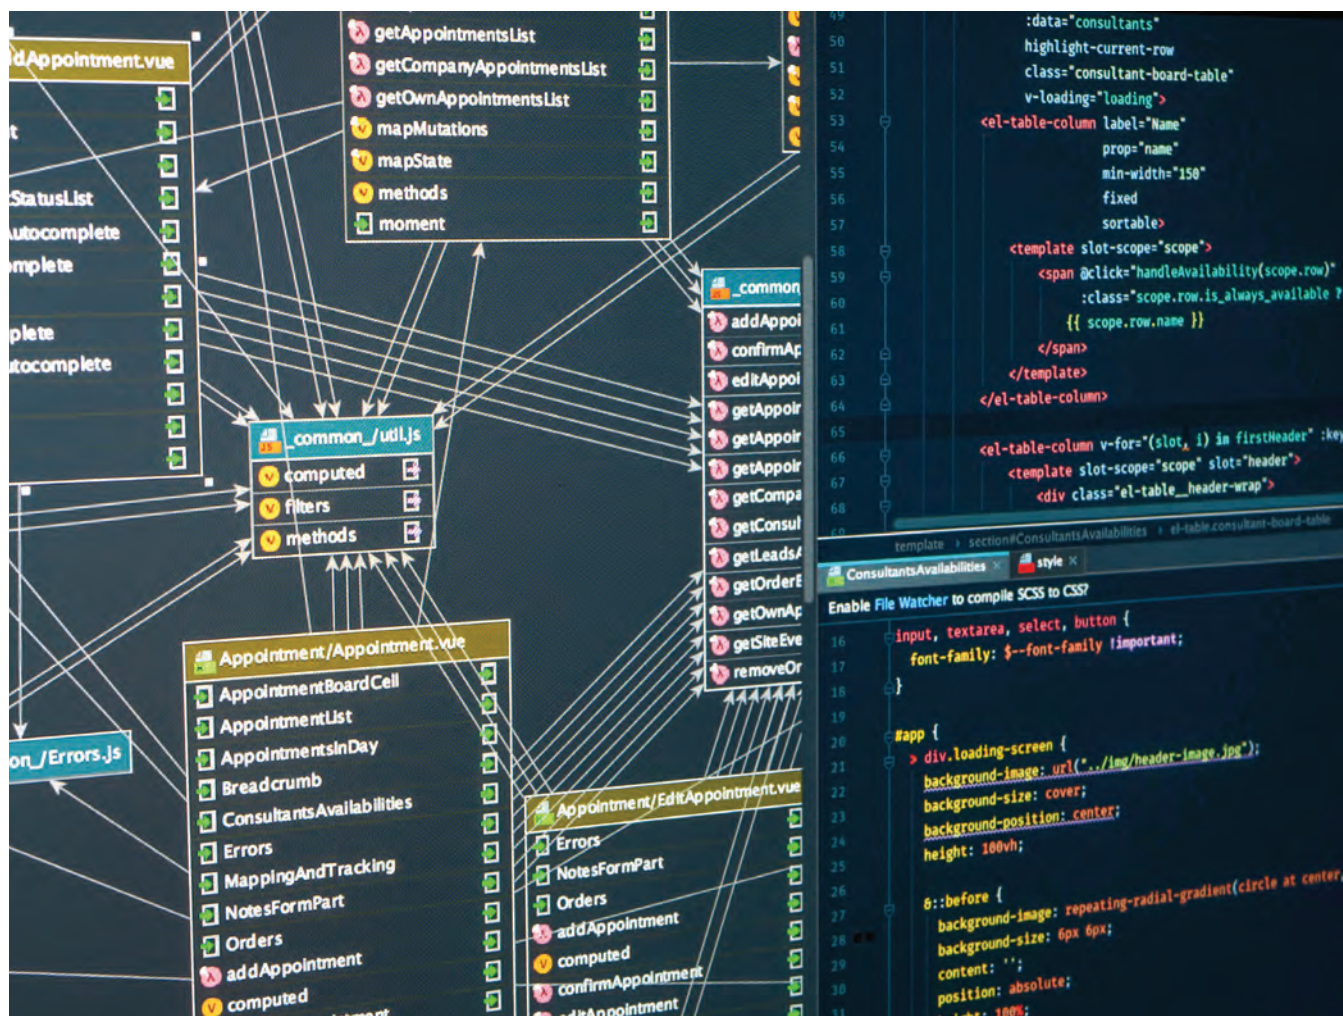 dAppointment.vue
StatusList
Autocomplete
omplete
plete
utocomplete
on_/Errors.js
getAppointmentsList
getCompanyAppointmentsList
getOwnAppointmentsList
mapMutations
mapState
methods
moment
_common_/util.js
computed
filters
methods
Appointment/Appointment.vue
AppointmentBoardCell
AppointmentList
AppointmentsInDay
Breadcrumb
ConsultantsAvailabilities
Errors
MappingAndTracking
NotesFormPart
Orders
addAppointment
computed
Appointment/EditAppointment.vue
Errors
NotesFormPart
Orders
addAppointment
computed
confirmAppointment
editAppointment
_common
addAppoi
confirmAp
editAppoi
getAppoir
getAppoir
getAppoir
getCompa
getConsul
getLeadsA
getOrderE
getOwnAp
getSiteEve
removeOr
49 :data="consultants"
50 highlight-current-row
51 class="consultant-board-table"
52 v-loading="loading">
53 <el-table-column label="Name"
54 prop="name"
55 min-width="150"
56 fixed
57 sortable>
58 <template slot-scope="scope">
59 <span @click="handleAvailability(scope.row)"
60 :class="scope.row.is_always_available ?
61 {{ scope.row.name }}
62 </span>
63 </template>
64 </el-table-column>
65
66 <el-table-column v-for="(slot, i) in firstHeader" :key
67 <template slot-scope="scope" slot="header">
68 <div class="el-table__header-wrap">
69
template › section#ConsultantsAvailabilities › el-table.consultant-board-table
ConsultantsAvailabilities × style ×
Enable File Watcher to compile SCSS to CSS?
16 input, textarea, select, button {
17 font-family: $--font-family !important;
18 }
19
20 #app {
21 > div.loading-screen {
22 background-image: url("../img/header-image.jpg");
23 background-size: cover;
24 background-position: center;
25 height: 100vh;
26
27 &::before {
28 background-image: repeating-radial-gradient(circle at center,
29 background-size: 6px 6px;
30 content: '';
31 position: absolute;
height: 100%;